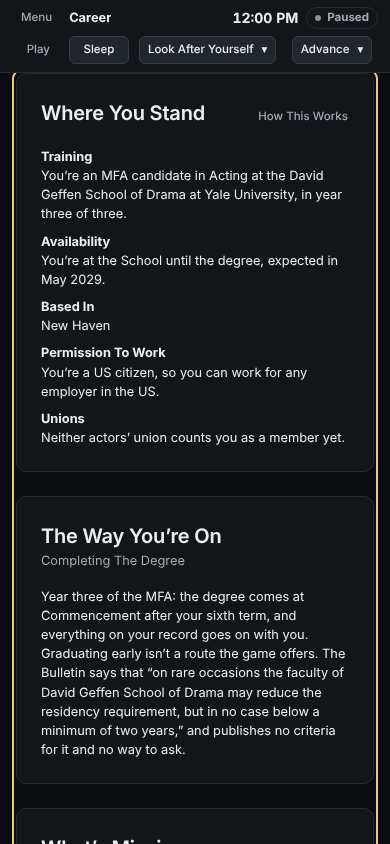 Menu Career 12:00 PM Paused
Play Sleep Look After Yourself ▾ Advance ▾
Where You Stand How This Works
Training
You’re an MFA candidate in Acting at the David
Geffen School of Drama at Yale University, in year
three of three.
Availability
You’re at the School until the degree, expected in
May 2029.
Based In
New Haven
Permission To Work
You’re a US citizen, so you can work for any
employer in the US.
Unions
Neither actors’ union counts you as a member yet.
The Way You’re On
Completing The Degree
Year three of the MFA: the degree comes at
Commencement after your sixth term, and
everything on your record goes on with you.
Graduating early isn’t a route the game offers. The
Bulletin says that “on rare occasions the faculty of
David Geffen School of Drama may reduce the
residency requirement, but in no case below a
minimum of two years,” and publishes no criteria
for it and no way to ask.